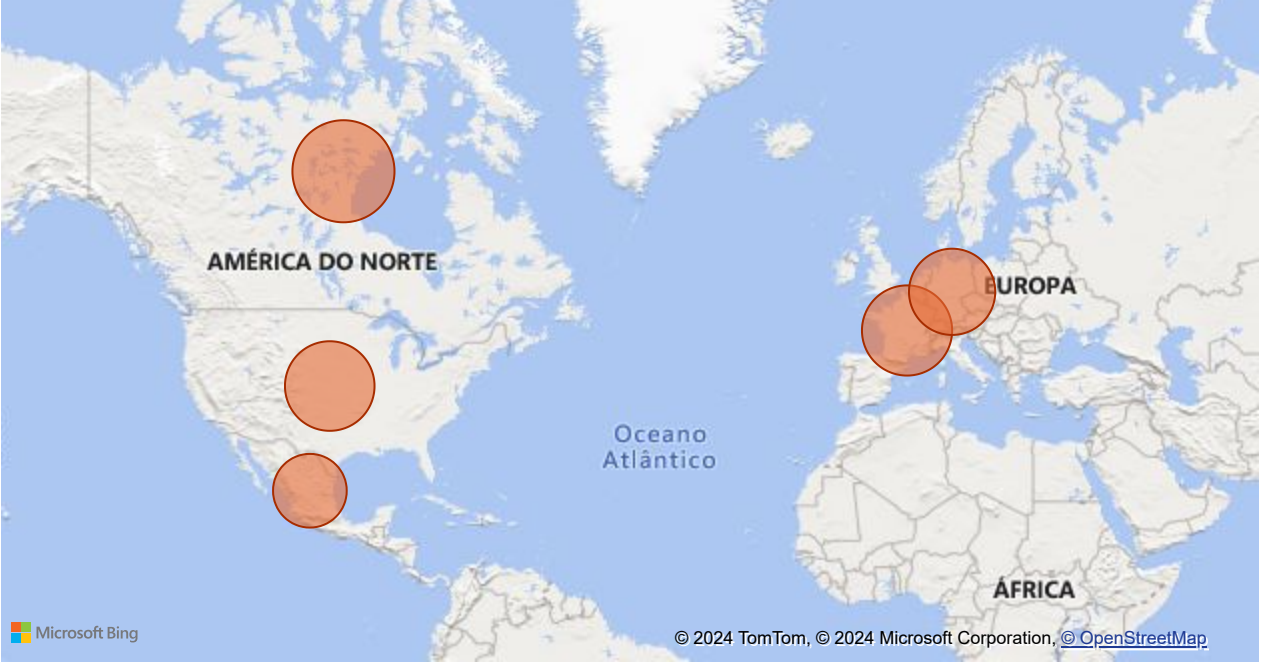 AMÉRICA DO NORTE
EUROPA
Oceano
Atlântico
ÁFRICA
Microsoft Bing
© 2024 TomTom, © 2024 Microsoft Corporation, © OpenStreetMap